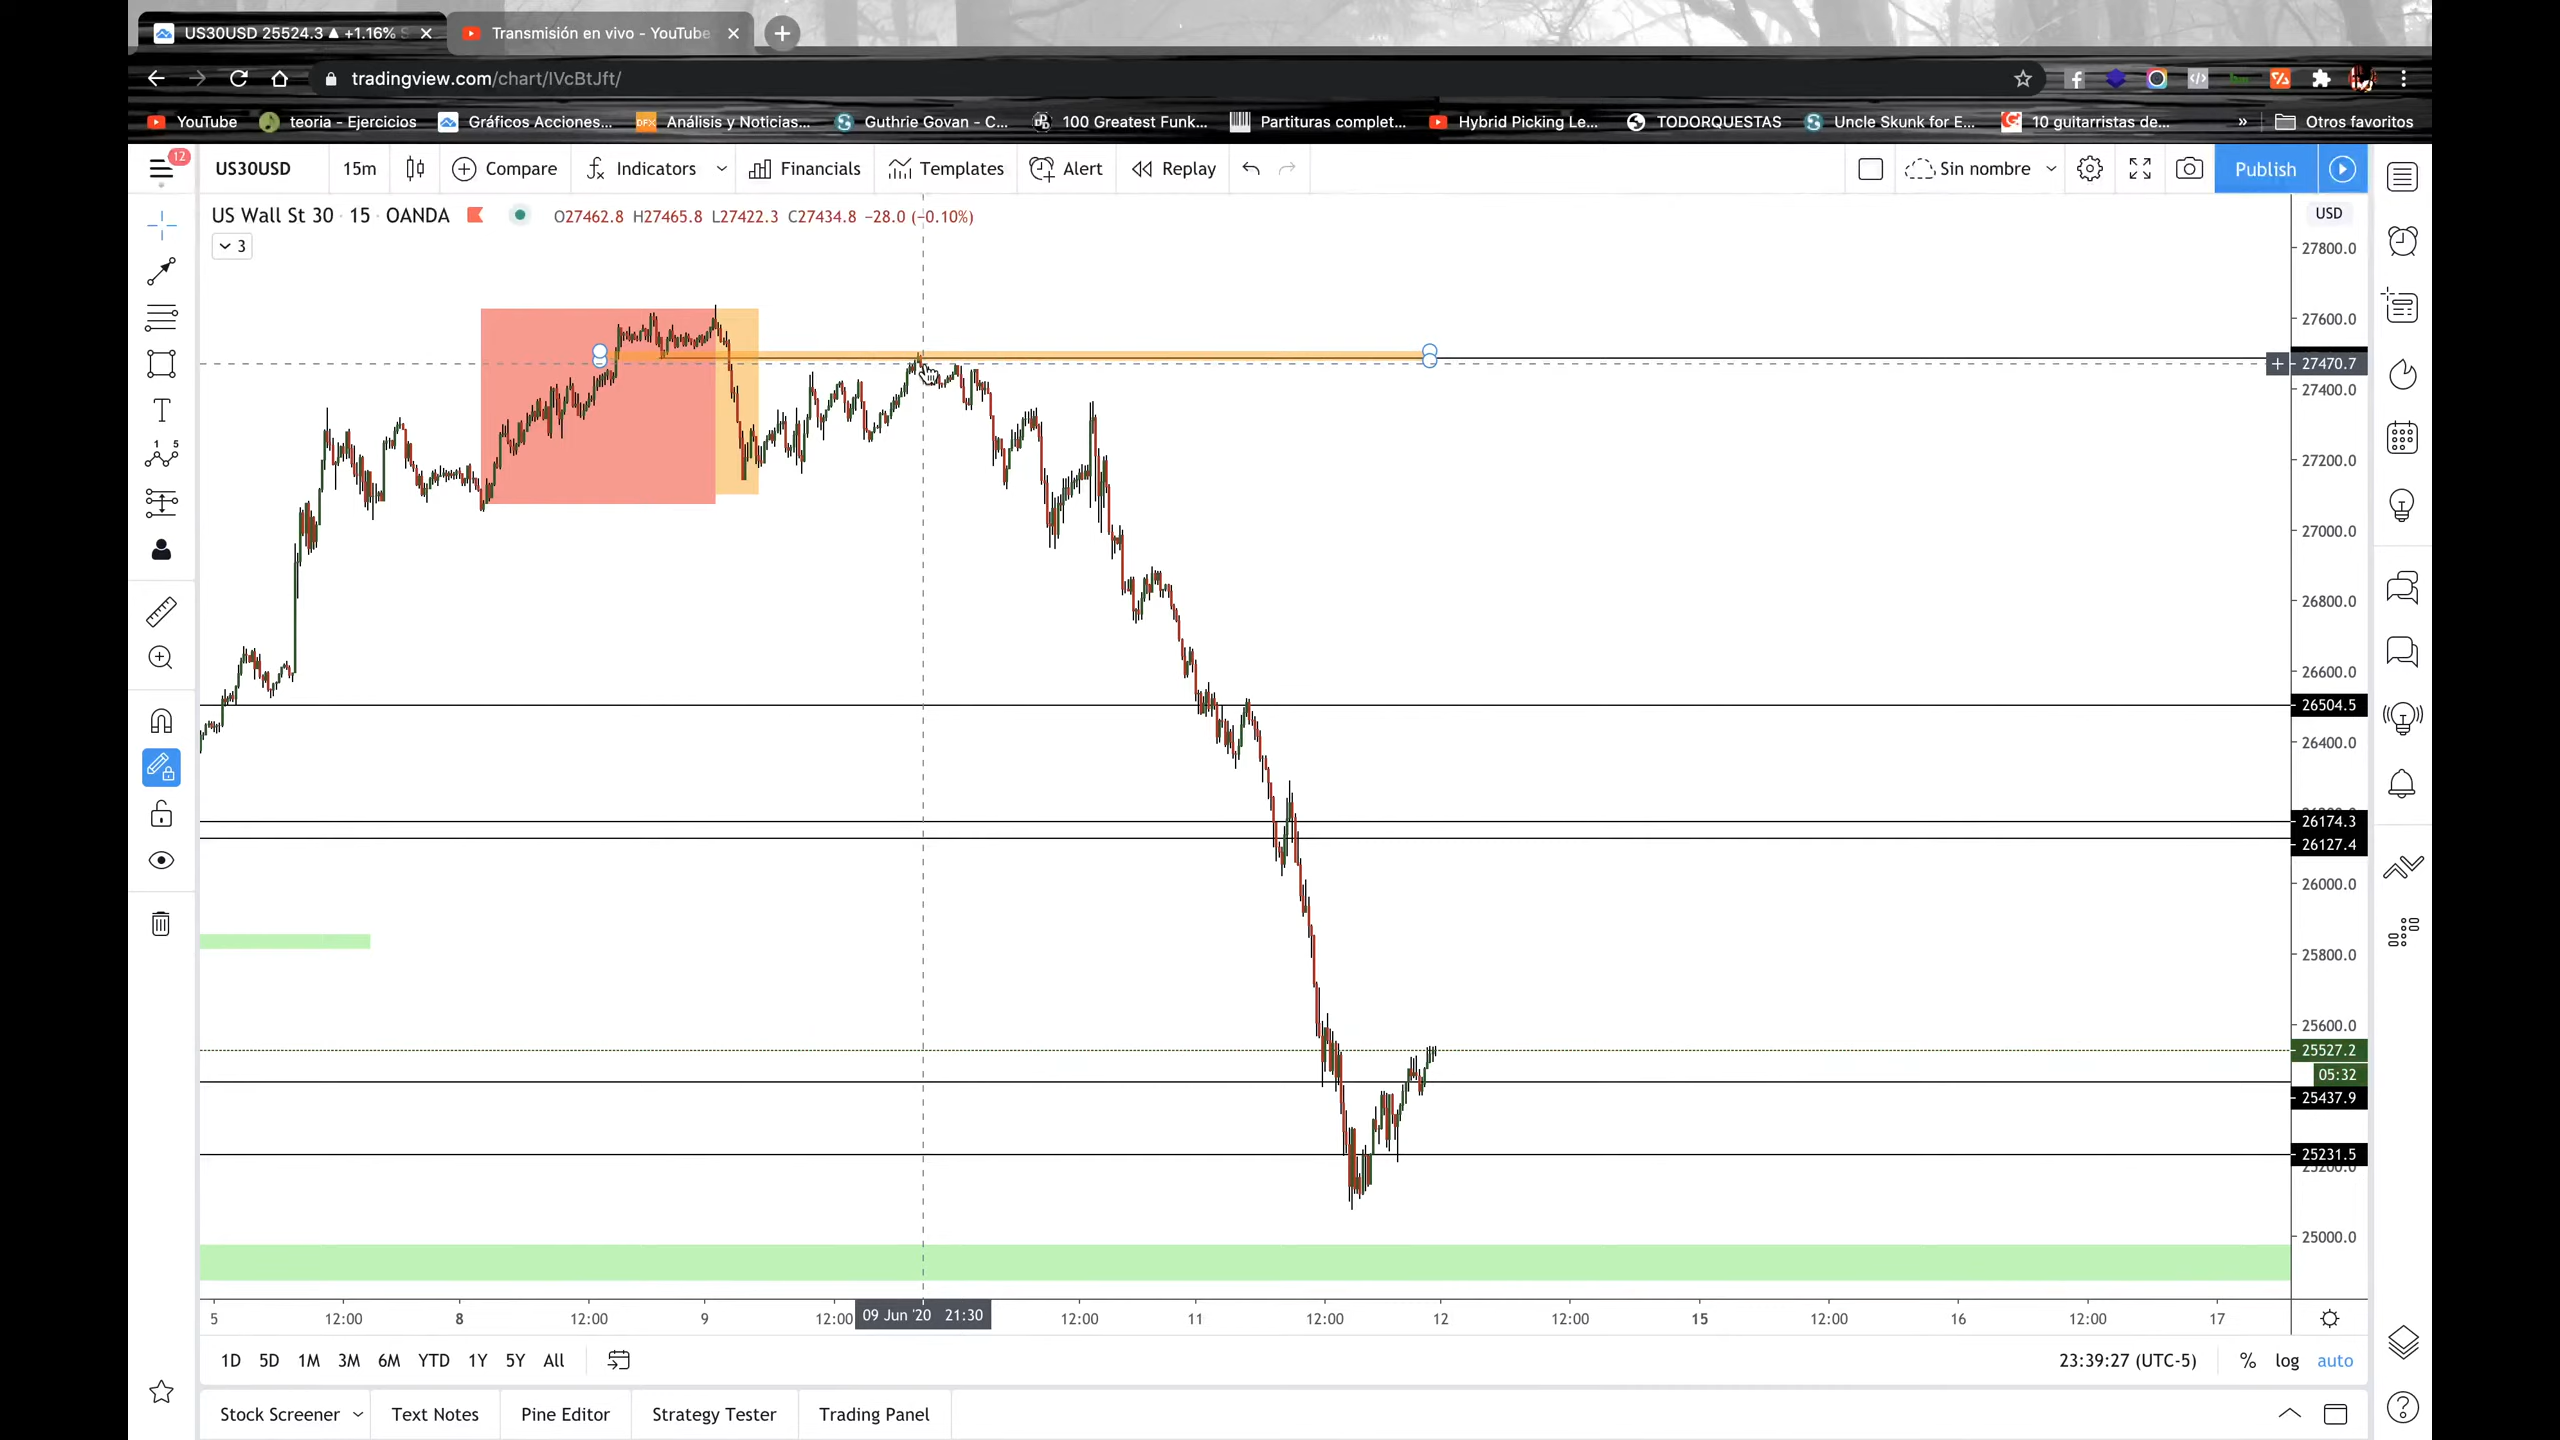 US30USD 25524.3 ▲ +1.16% S
Transmisión en vivo - YouTube
tradingview.com/chart/IVcBtJft/
YouTube
teoria - Ejercicios
Gráficos Acciones...
DFX
Análisis y Noticias...
Guthrie Govan - C...
100 Greatest Funk...
Partituras complet...
Hybrid Picking Le...
TODORQUESTAS
Uncle Skunk for E...
10 guitarristas de...
»
Otros favoritos
12
US30USD
15m
Compare
Indicators
Financials
Templates
Alert
Replay
Sin nombre
Publish
US Wall St 30 · 15 · OANDA
O27462.8 H27465.8 L27422.3 C27434.8 −28.0 (−0.10%)
3
USD
27800.0
27600.0
27470.7
27400.0
27200.0
27000.0
26800.0
26600.0
26504.5
26400.0
26174.3
26127.4
26000.0
25800.0
25600.0
25527.2
05:32
25437.9
25231.5
25200.0
25000.0
5
12:00
8
12:00
9
12:00
09 Jun '20 21:30
12:00
11
12:00
12
12:00
15
12:00
16
12:00
17
1D
5D
1M
3M
6M
YTD
1Y
5Y
All
23:39:27 (UTC-5)
%
log
auto
Stock Screener
Text Notes
Pine Editor
Strategy Tester
Trading Panel